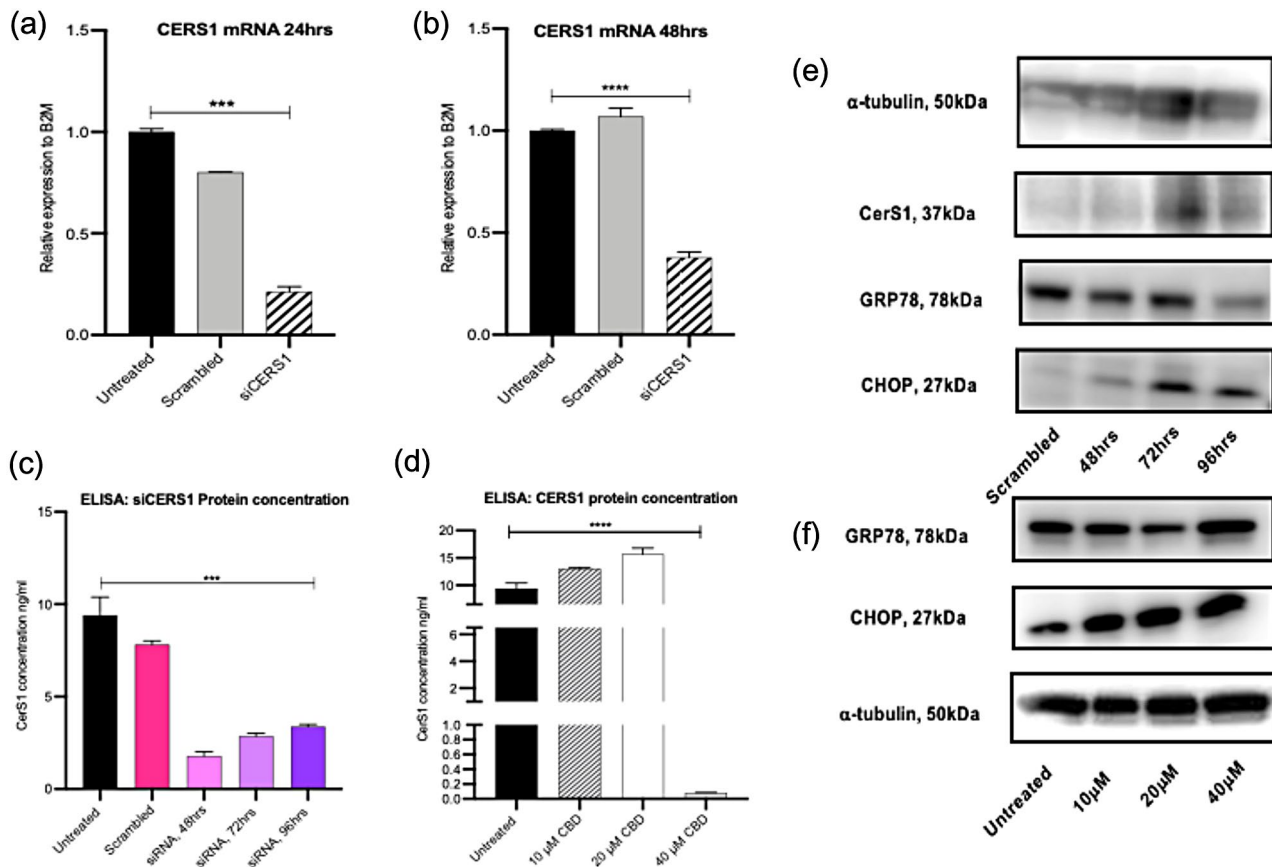 (a)
CERS1 mRNA 24hrs
1.5
1.0
0.5
0.0
Relative expression to B2M
***
Untreated
Scrambled
siCERS1
(b)
CERS1 mRNA 48hrs
1.5
1.0
0.5
0.0
Relative expression to B2M
****
Untreated
Scrambled
siCERS1
(c)
ELISA: siCERS1 Protein concentration
15
10
5
0
CerS1 concentration ng/ml
***
Untreated
Scrambled
siRNA, 48hrs
siRNA, 72hrs
siRNA, 96hrs
(d)
ELISA: CERS1 protein concentration
20
15
10
6
4
2
1.0
0.8
0.6
0.4
0.2
0.0
CerS1 concentration ng/ml
****
Untreated
10 µM CBD
20 µM CBD
40 µM CBD
(e)
α-tubulin, 50kDa
CerS1, 37kDa
GRP78, 78kDa
CHOP, 27kDa
Scrambled
48hrs
72hrs
96hrs
(f)
GRP78, 78kDa
CHOP, 27kDa
α-tubulin, 50kDa
Untreated
10µM
20µM
40µM